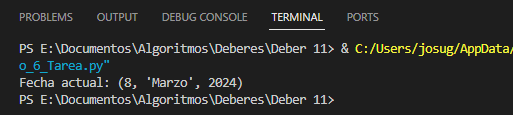 PROBLEMS OUTPUT DEBUG CONSOLE TERMINAL PORTS
PS E:\Documentos\Algoritmos\Deberes\Deber 11> & C:/Users/josug/AppData/
o_6_Tarea.py"
Fecha actual: (8, 'Marzo', 2024)
PS E:\Documentos\Algoritmos\Deberes\Deber 11>